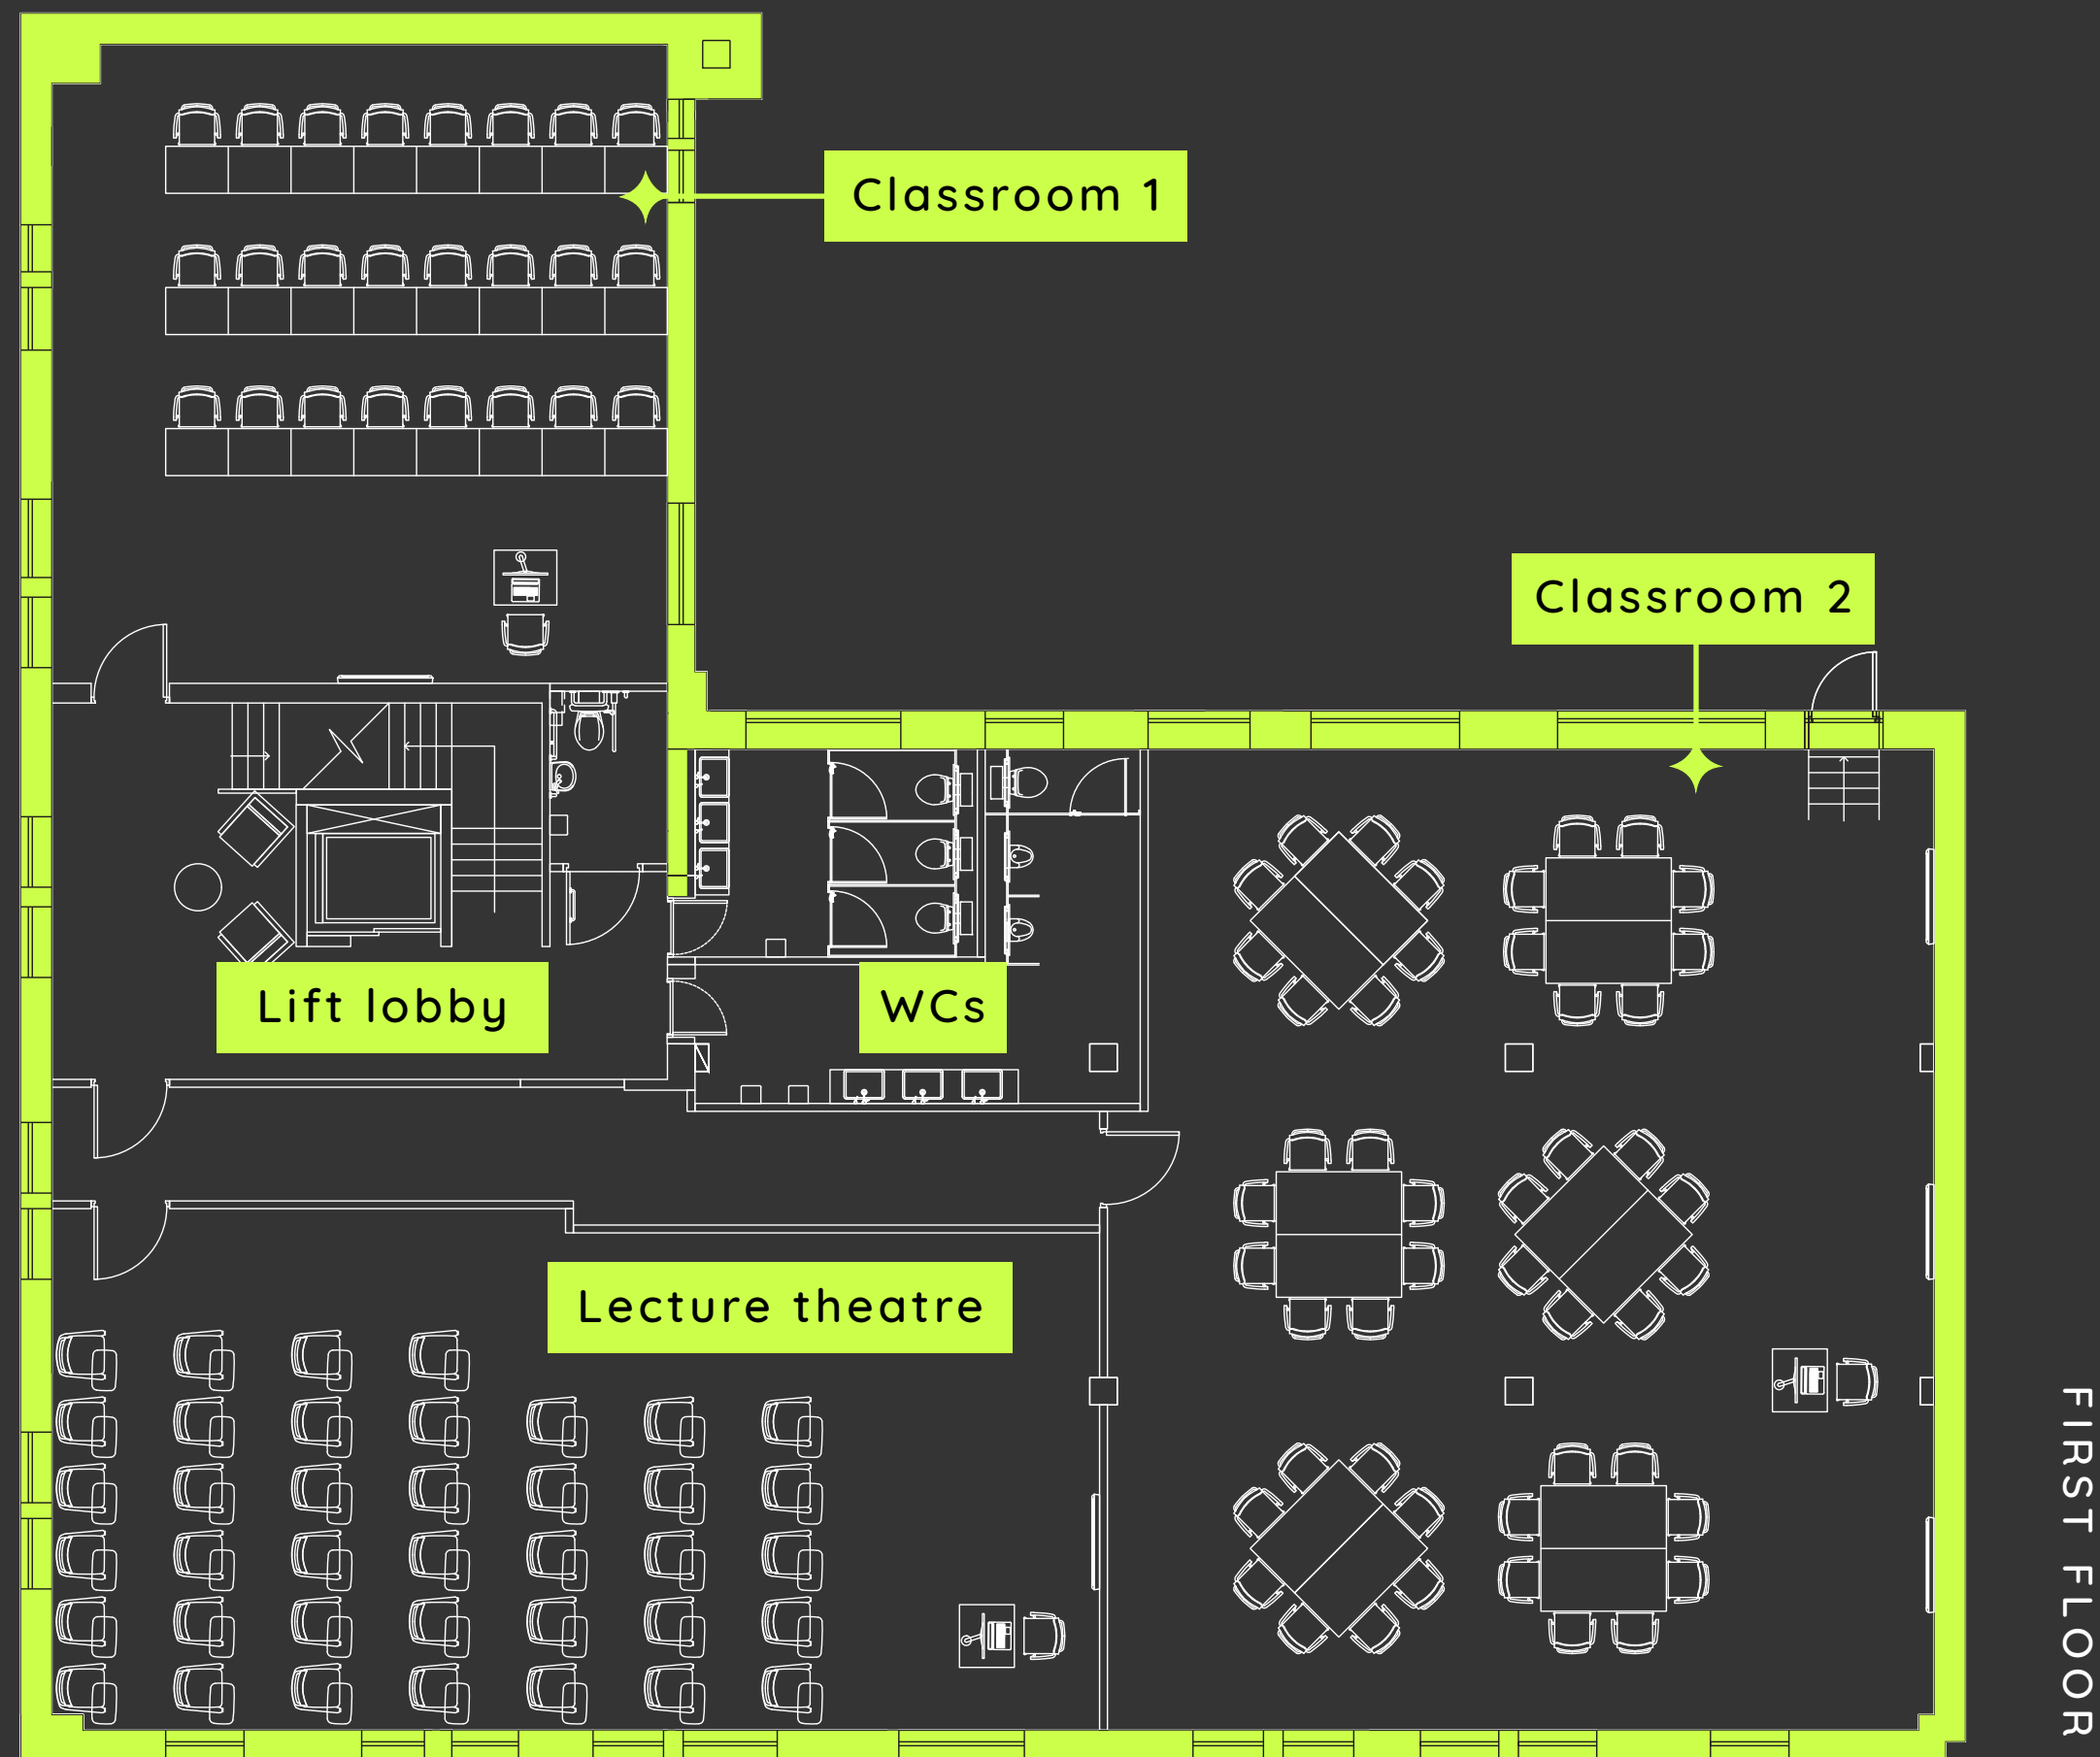 Classroom 1
Classroom 2
Lift lobby
WCs
Lecture theatre
FIRST FLOOR